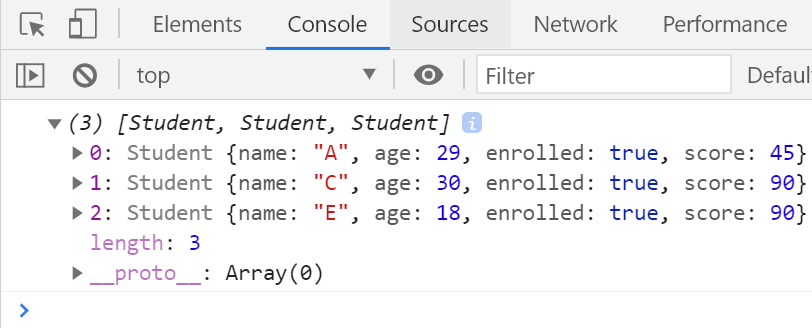 Elements Console Sources Network Performance
top Filter Defaul
(3) [Student, Student, Student] i
0: Student {name: "A", age: 29, enrolled: true, score: 45}
1: Student {name: "C", age: 30, enrolled: true, score: 90}
2: Student {name: "E", age: 18, enrolled: true, score: 90}
length: 3
__proto__: Array(0)